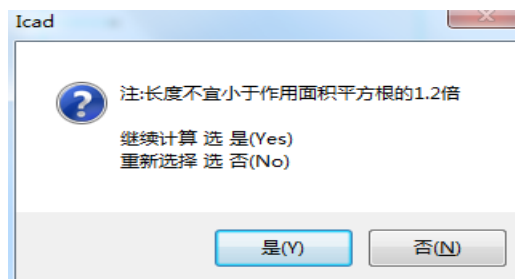 Icad
注:长度不宜小于作用面积平方根的1.2倍
继续计算 选 是(Yes)
重新选择 选 否(No)
是(Y)
否(N)